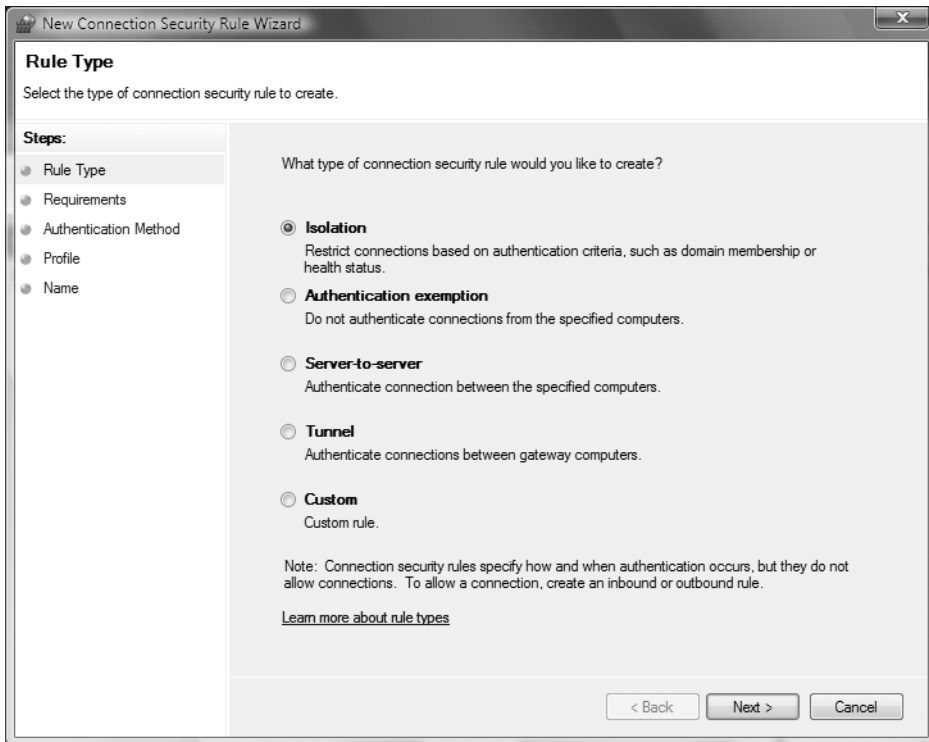 New Connection Security Rule Wizard
Rule Type
Select the type of connection security rule to create.
Steps:
Rule Type
Requirements
Authentication Method
Profile
Name
What type of connection security rule would you like to create?
Isolation
Restrict connections based on authentication criteria, such as domain membership or
health status.
Authentication exemption
Do not authenticate connections from the specified computers.
Server-to-server
Authenticate connection between the specified computers.
Tunnel
Authenticate connections between gateway computers.
Custom
Custom rule.
Note: Connection security rules specify how and when authentication occurs, but they do not
allow connections. To allow a connection, create an inbound or outbound rule.
Learn more about rule types
< Back Next > Cancel